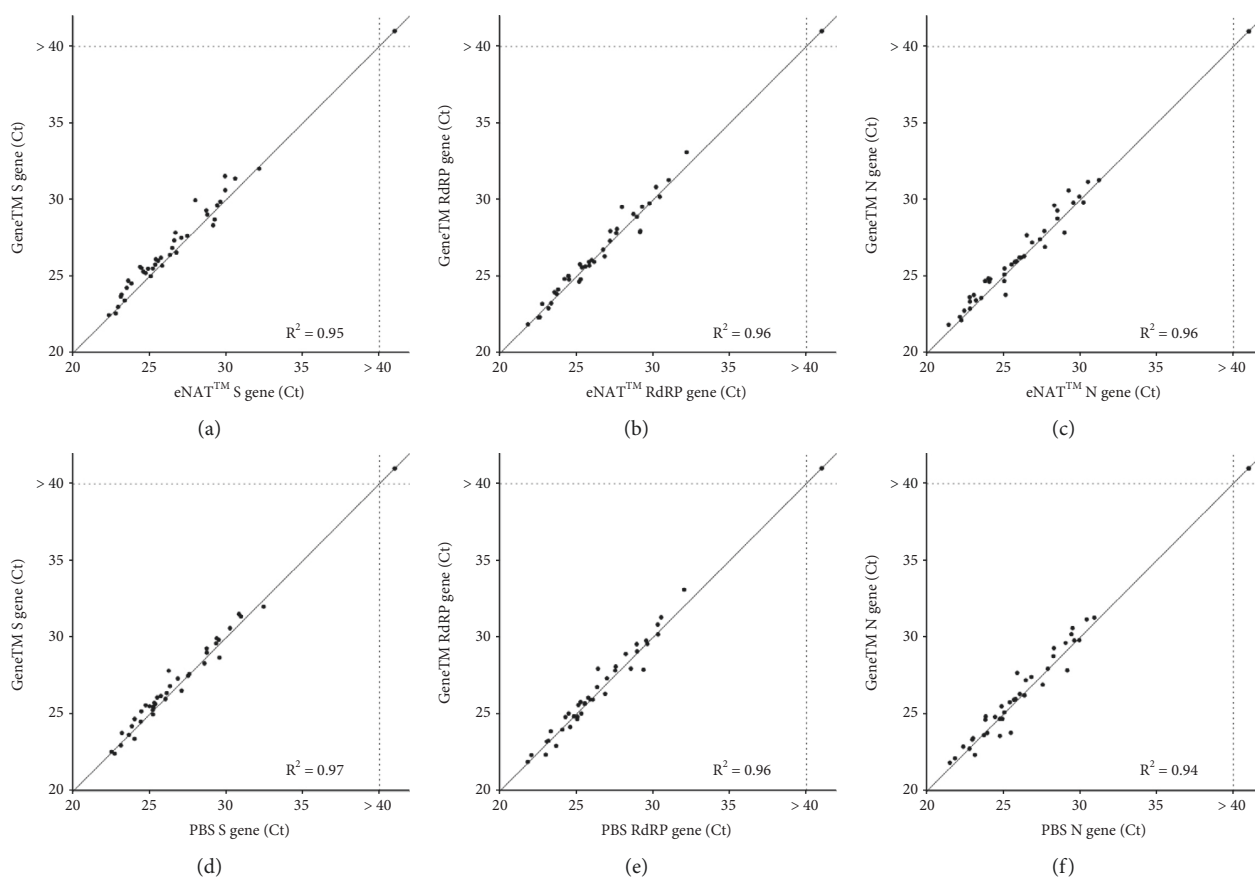 > 40
35
30
25
20
GeneTM S gene (Ct)
R² = 0.95
20
25
30
35
> 40
eNAT™ S gene (Ct)
(a)
> 40
35
30
25
20
GeneTM RdRP gene (Ct)
R² = 0.96
20
25
30
35
> 40
eNAT™ RdRP gene (Ct)
(b)
> 40
35
30
25
20
GeneTM N gene (Ct)
R² = 0.96
20
25
30
35
> 40
eNAT™ N gene (Ct)
(c)
> 40
35
30
25
20
GeneTM S gene (Ct)
R² = 0.97
20
25
30
35
> 40
PBS S gene (Ct)
(d)
> 40
35
30
25
20
GeneTM RdRP gene (Ct)
R² = 0.96
20
25
30
35
> 40
PBS RdRP gene (Ct)
(e)
> 40
35
30
25
20
GeneTM N gene (Ct)
R² = 0.94
20
25
30
35
> 40
PBS N gene (Ct)
(f)